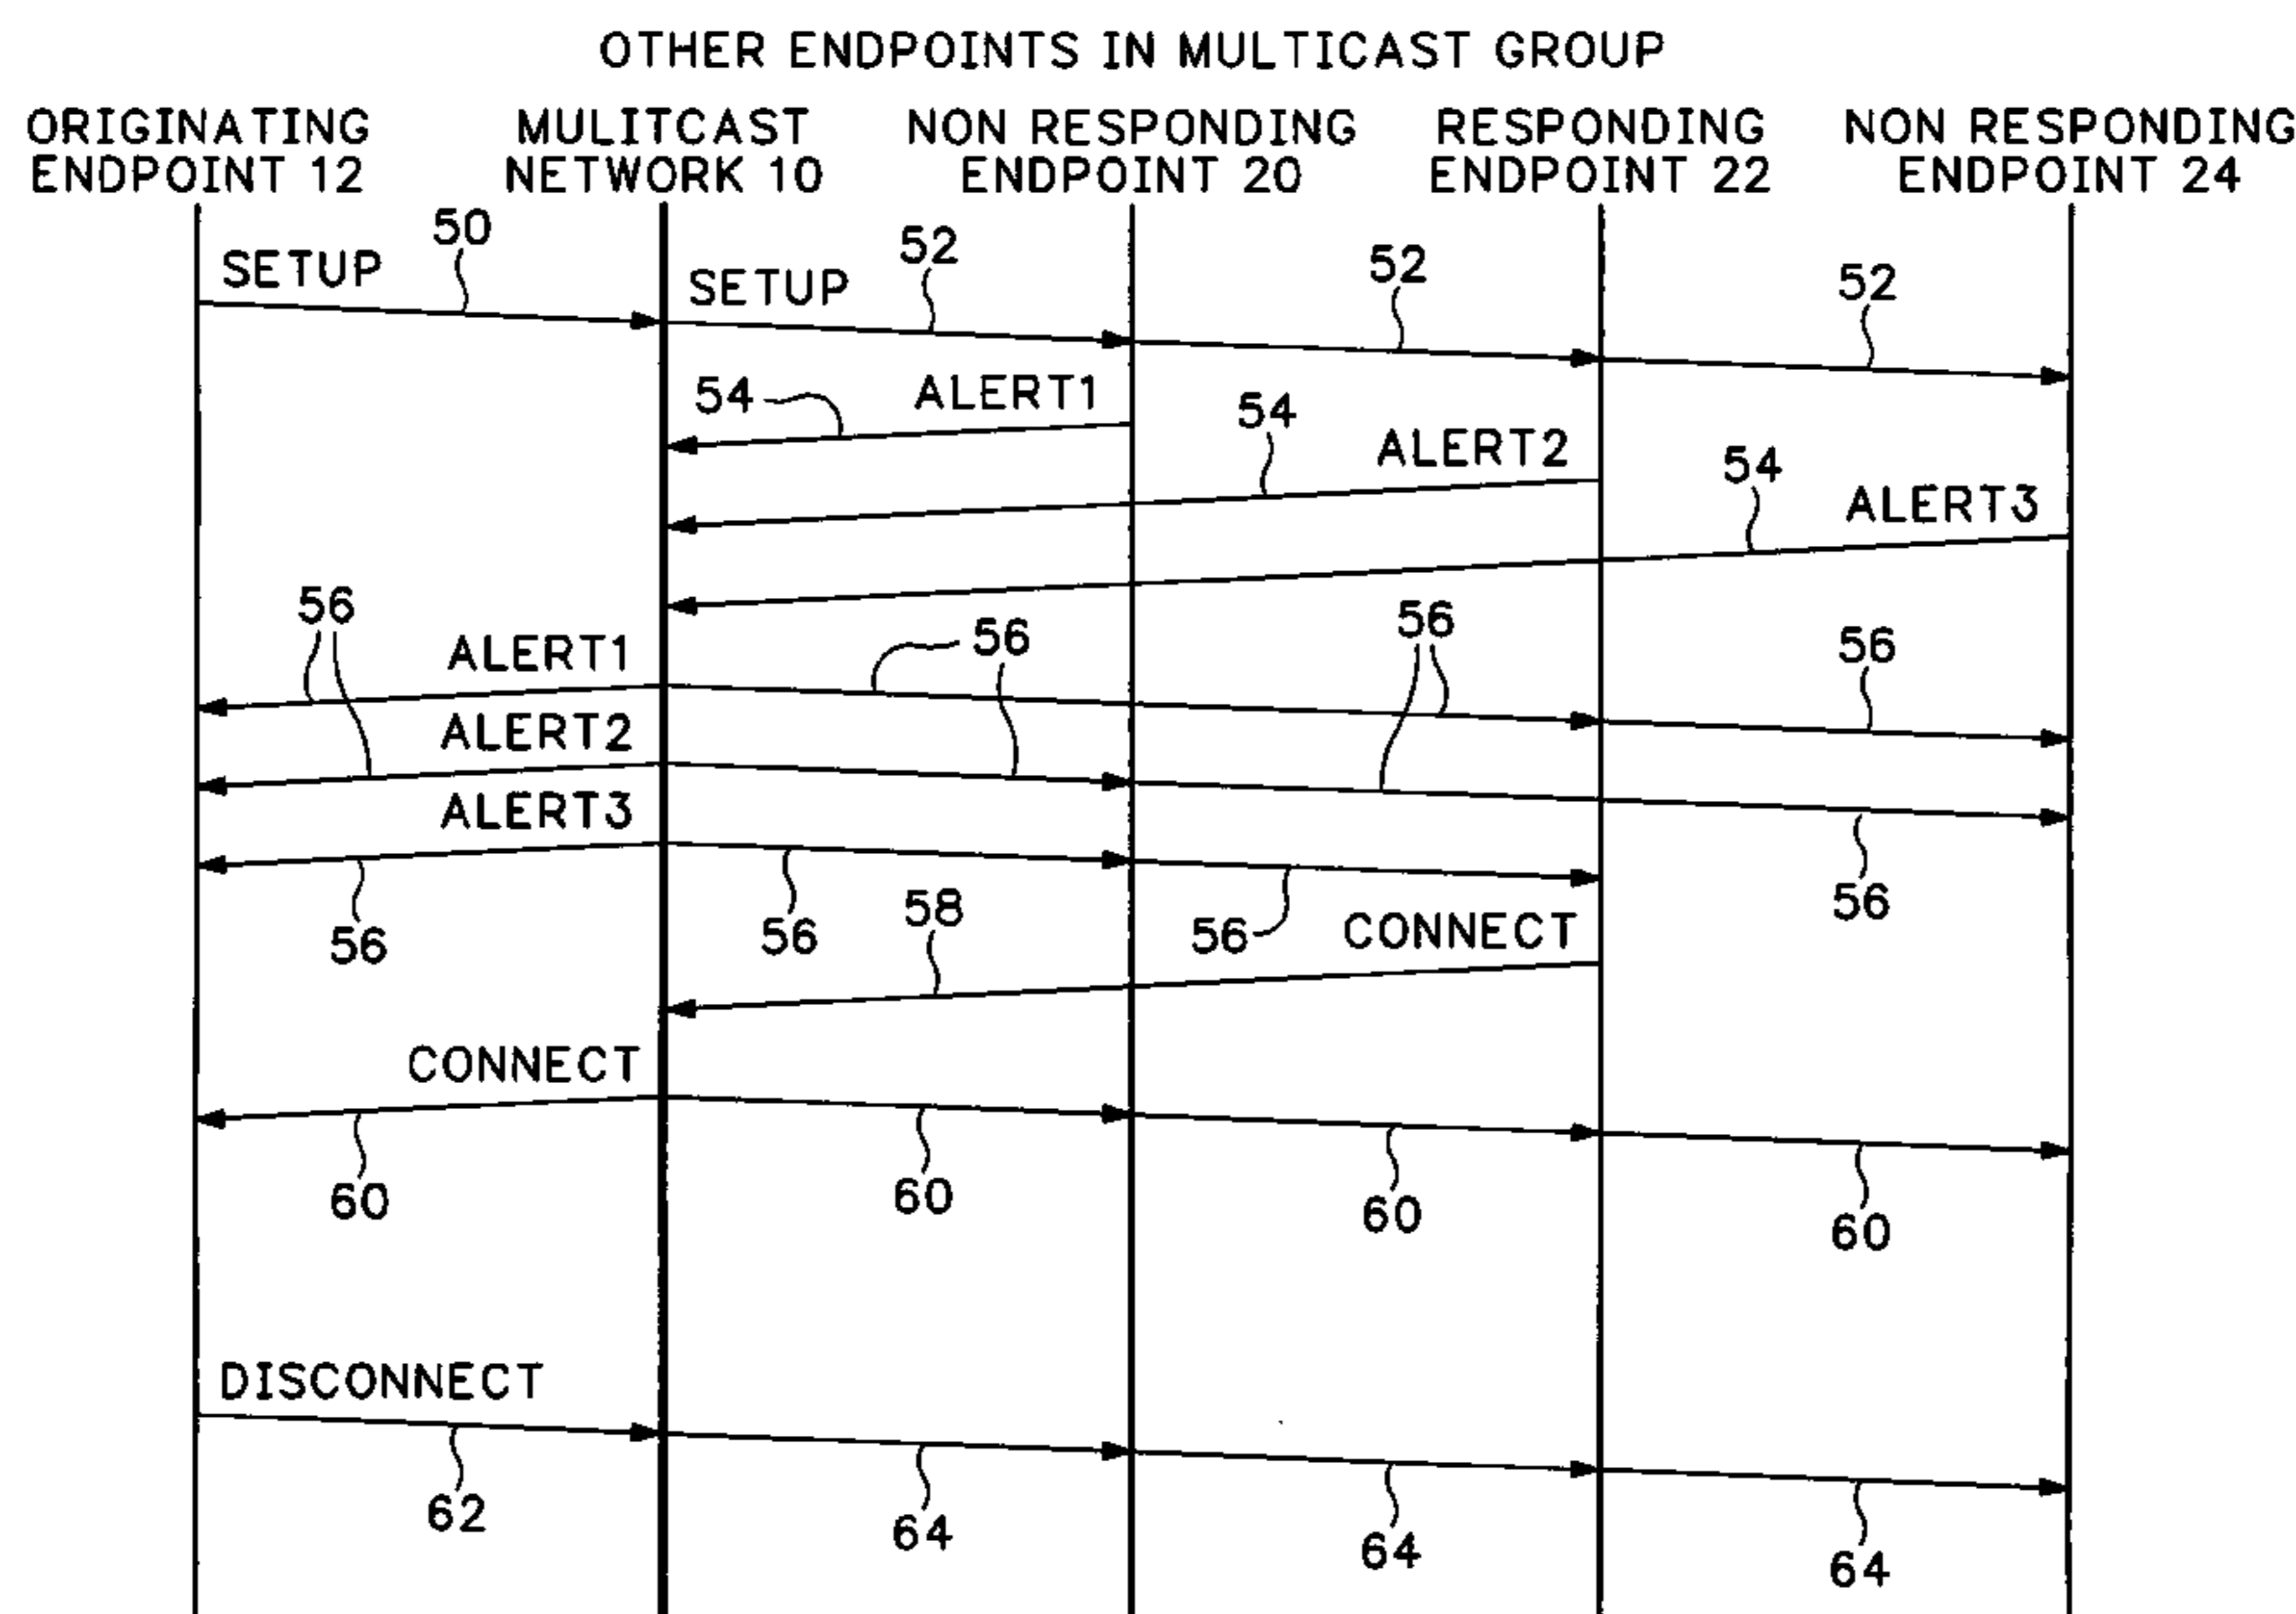 OTHER ENDPOINTS IN MULTICAST GROUP
ORIGINATING ENDPOINT 12
MULITCAST NETWORK 10
NON RESPONDING ENDPOINT 20
RESPONDING ENDPOINT 22
NON RESPONDING ENDPOINT 24
SETUP 50
SETUP 52 52 52
54 ALERT1
54 ALERT2
54 ALERT3
56 ALERT1 56 56 56
ALERT2
ALERT3
56 56 56 56
58 CONNECT
CONNECT
60 60 60 60
DISCONNECT
62 64 64 64